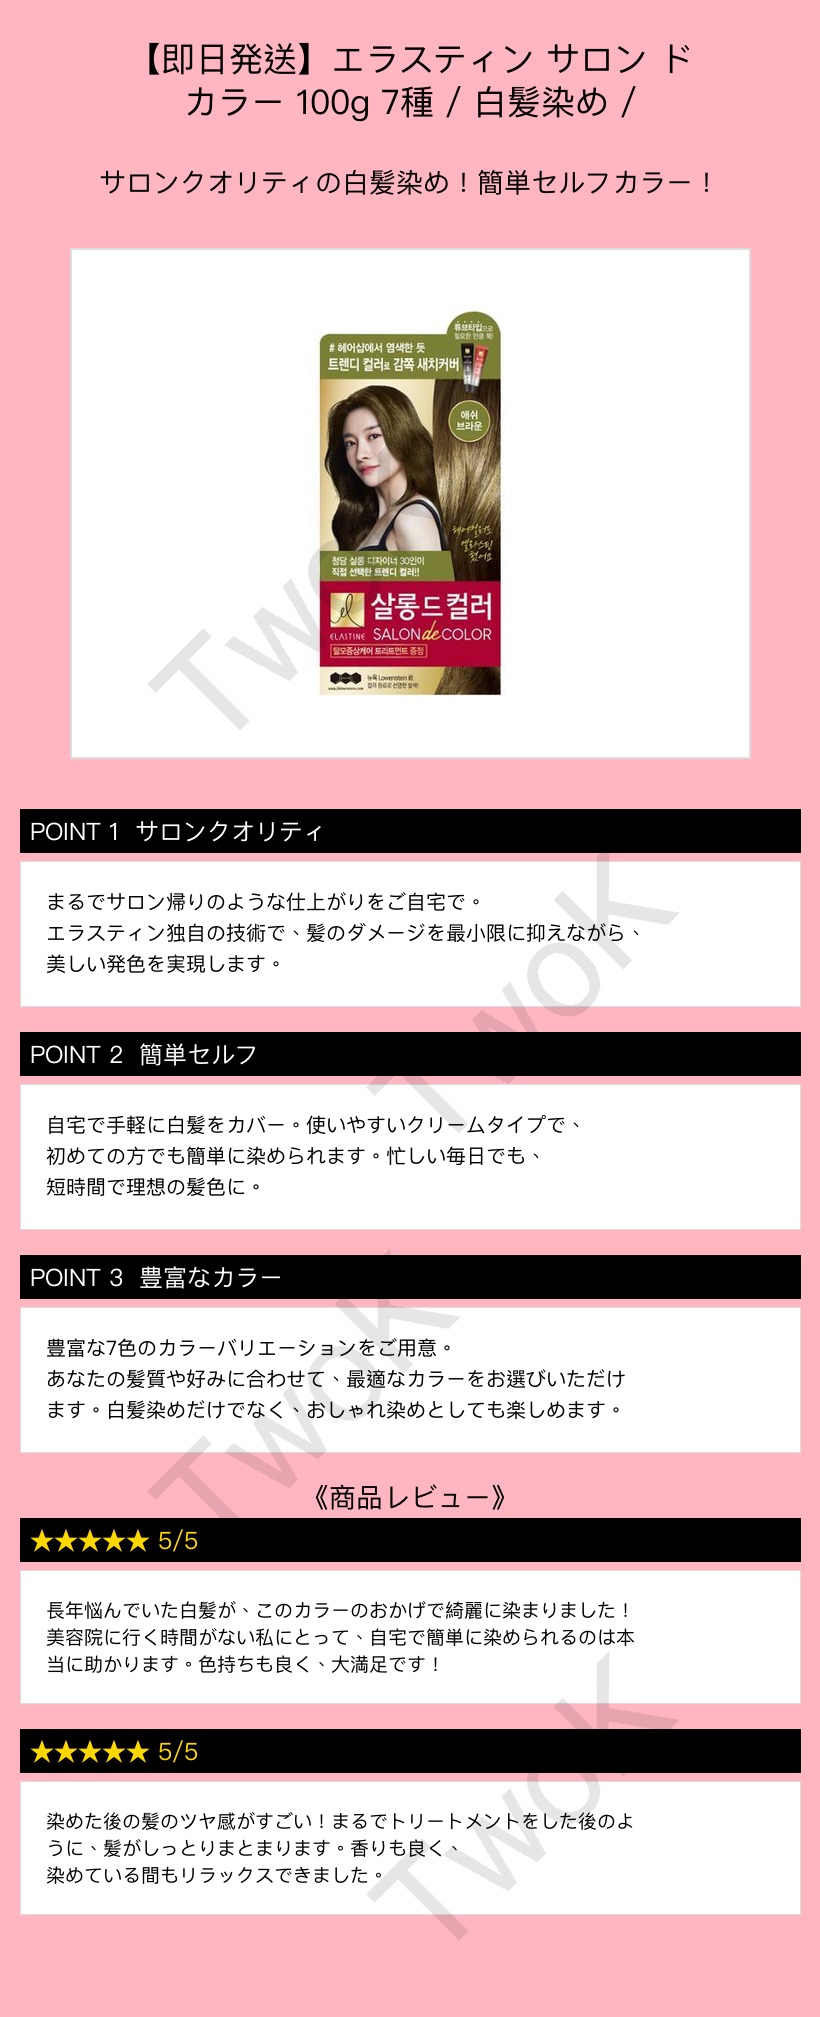 【即日発送】エラスティン サロン ド
カラー 100g 7種 / 白髪染め /
サロンクオリティの白髪染め！簡単セルフカラー！
튜브타입으로
필요한 만큼 쭉!
# 헤어샵에서 염색한 듯
트렌디 컬러로 감쪽 새치커버
애쉬
브라운
헤어컬러도
엘라스틴
했어요
청담 살롱 디자이너 30인이
직접 선택한 트렌디 컬러!!
살롱드컬러
ELASTINE SALON de COLOR
탈모증상케어 트리트먼트 증정
뉴욕 Lowenstein 社
컬러 원료로 선명한 발색!
TwoK
POINT 1 サロンクオリティ
まるでサロン帰りのような仕上がりをご自宅で。
エラスティン独自の技術で、髪のダメージを最小限に抑えながら、
美しい発色を実現します。
TwoK
POINT 2 簡単セルフ
自宅で手軽に白髪をカバー。使いやすいクリームタイプで、
初めての方でも簡単に染められます。忙しい毎日でも、
短時間で理想の髪色に。
POINT 3 豊富なカラー
豊富な7色のカラーバリエーションをご用意。
あなたの髪質や好みに合わせて、最適なカラーをお選びいただけ
ます。白髪染めだけでなく、おしゃれ染めとしても楽しめます。
TwoK
《商品レビュー》
★★★★★ 5/5
長年悩んでいた白髪が、このカラーのおかげで綺麗に染まりました！
美容院に行く時間がない私にとって、自宅で簡単に染められるのは本
当に助かります。色持ちも良く、大満足です！
★★★★★ 5/5
染めた後の髪のツヤ感がすごい！まるでトリートメントをした後のよ
うに、髪がしっとりまとまります。香りも良く、
染めている間もリラックスできました。
TwoK